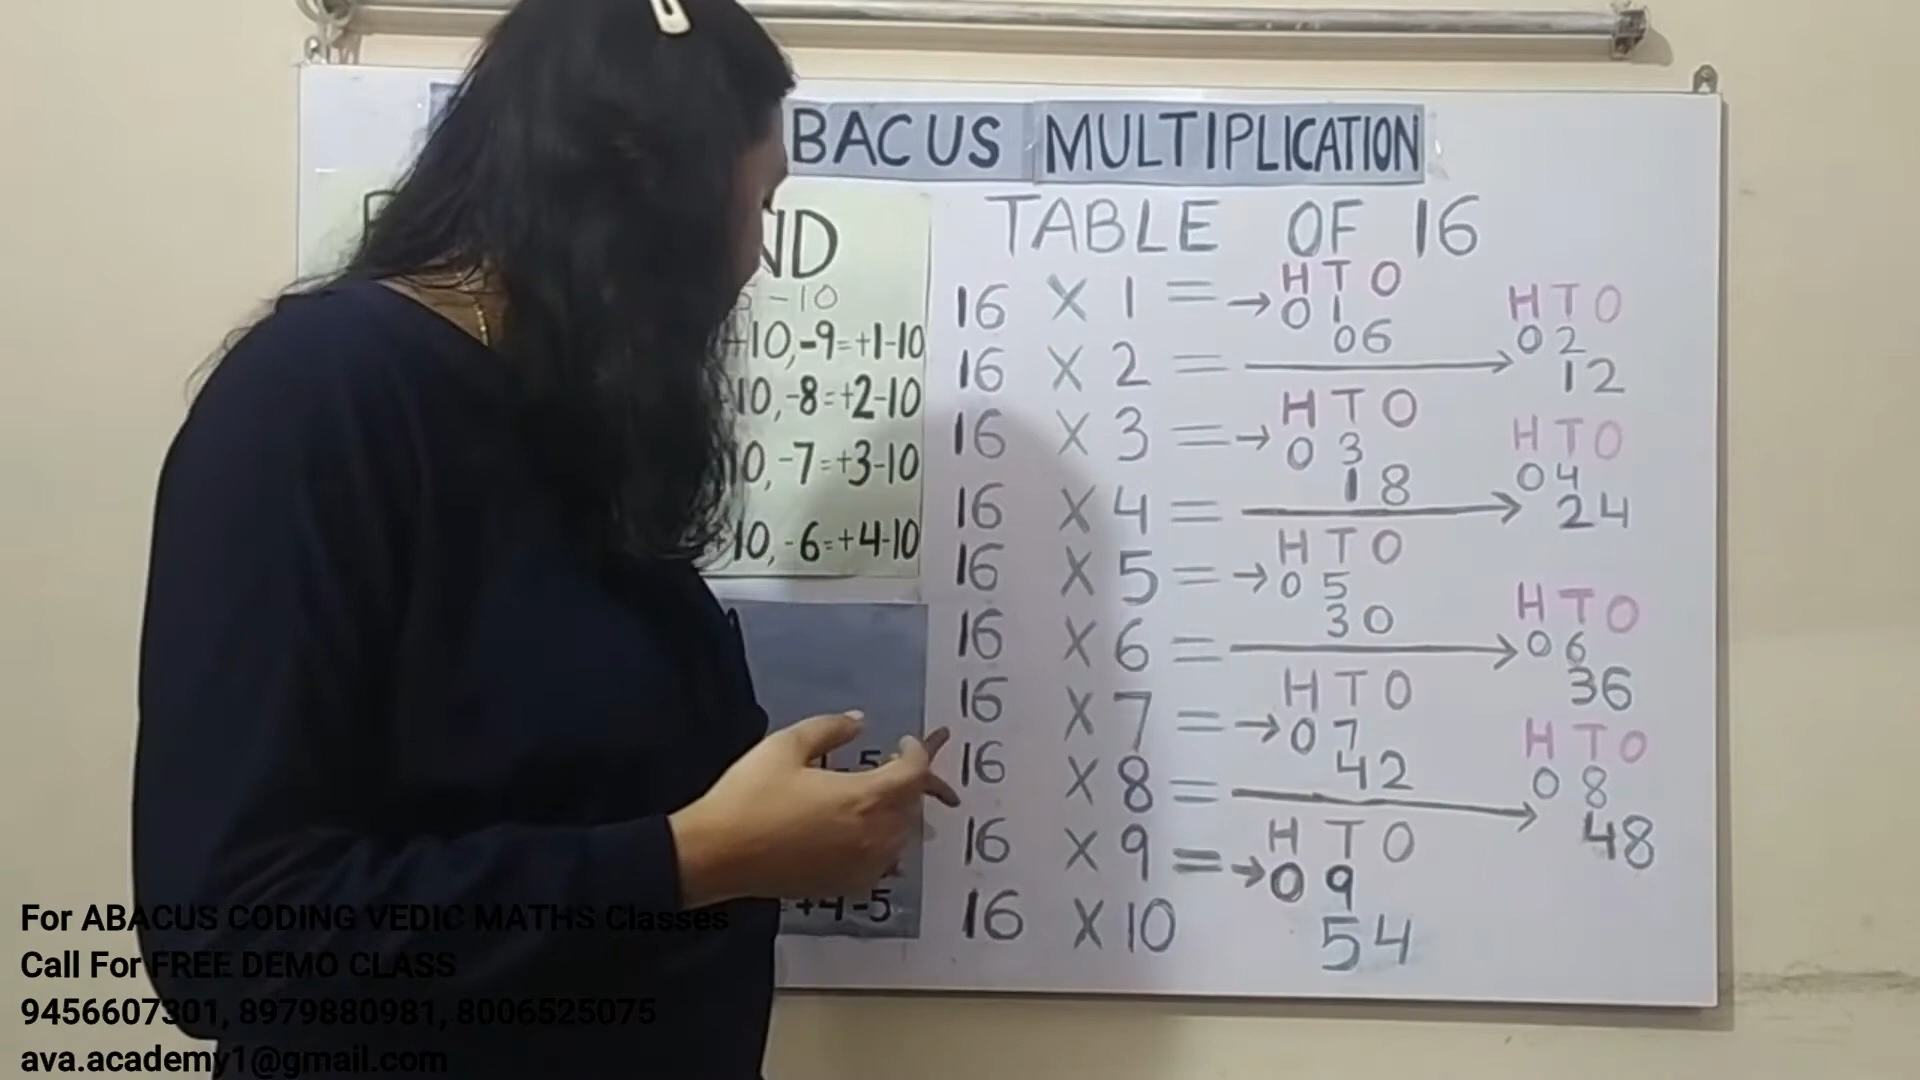 BACUS MULTIPLICATION
ND
-10
10,-9=+1-10
10,-8=+2-10
0,-7=+3-10
10,-6=+4-10
-5
=+4-5
TABLE OF 16
16 X 1 = → H T O
0 1
06
16 X 2 = → H T O
0 2
12
16 X 3 = → H T O
0 3
18
16 X 4 = → H T O
04
24
16 X 5 = → H T O
0 5
30
16 X 6 = → H T O
0 6
36
16 X 7 = → H T O
0 7
42
16 X 8 = → H T O
0 8
48
16 X 9 = → H T O
0 9
54
16 X 10
For ABACUS CODING VEDIC MATHS Classes
Call For FREE DEMO CLASS
9456607301, 8979880981, 8006525075
ava.academy1@gmail.com